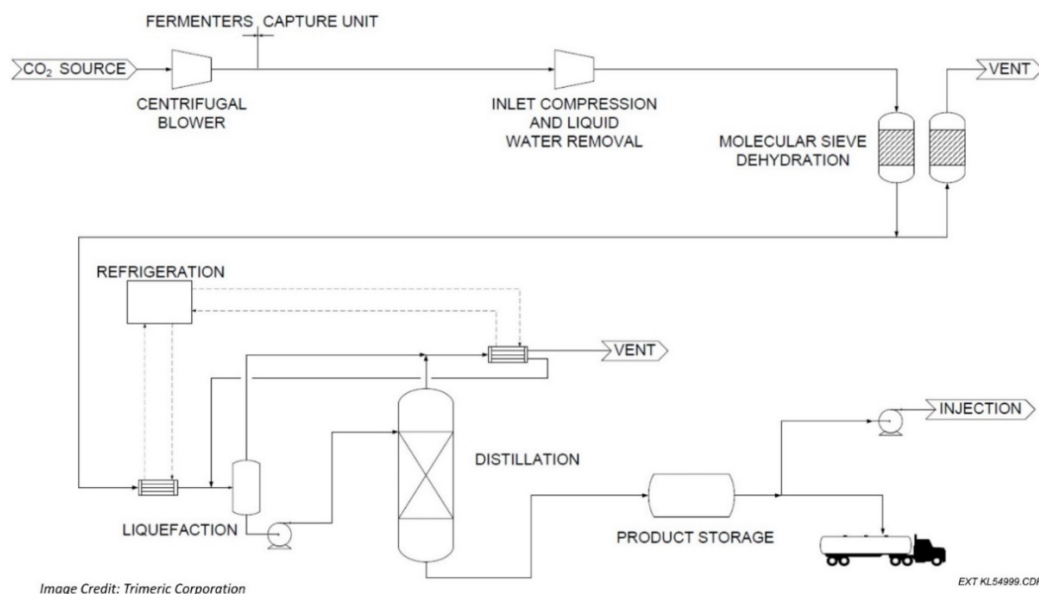 FERMENTERS CAPTURE UNIT
CO₂ SOURCE
CENTRIFUGAL
BLOWER
INLET COMPRESSION
AND LIQUID
WATER REMOVAL
MOLECULAR SIEVE
DEHYDRATION
VENT
REFRIGERATION
VENT
INJECTION
DISTILLATION
LIQUEFACTION
PRODUCT STORAGE
Image Credit: Trimeric Corporation
EXT KL54999.CDR